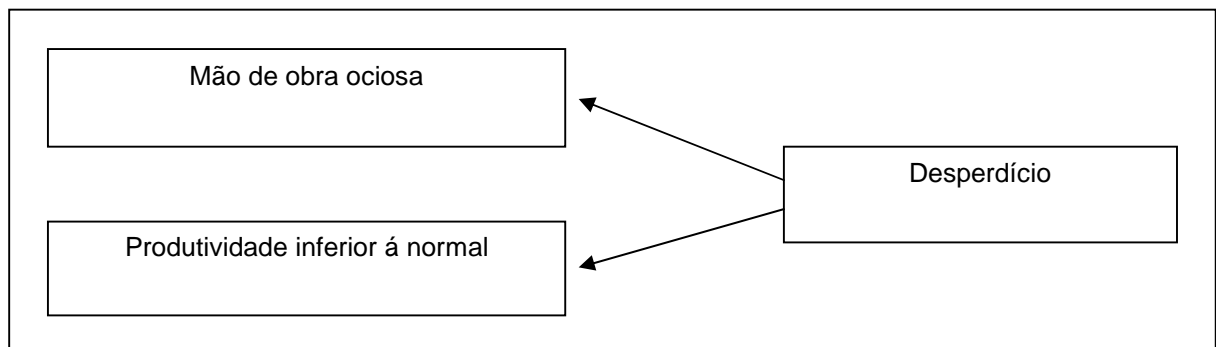 Mão de obra ociosa
Desperdício
Produtividade inferior á normal